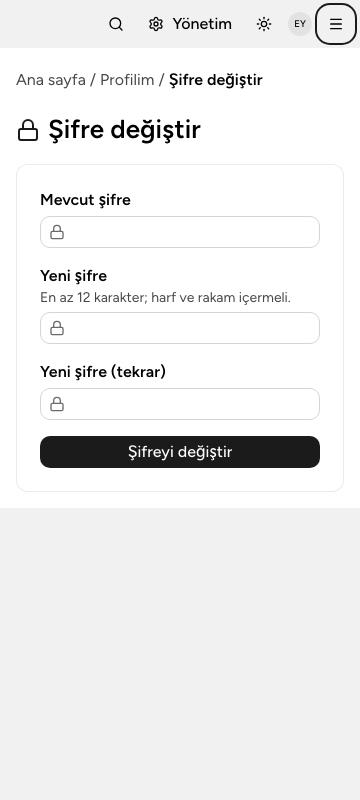 Yönetim
EY
Ana sayfa / Profilim / Şifre değiştir
Şifre değiştir
Mevcut şifre
Yeni şifre
En az 12 karakter; harf ve rakam içermeli.
Yeni şifre (tekrar)
Şifreyi değiştir